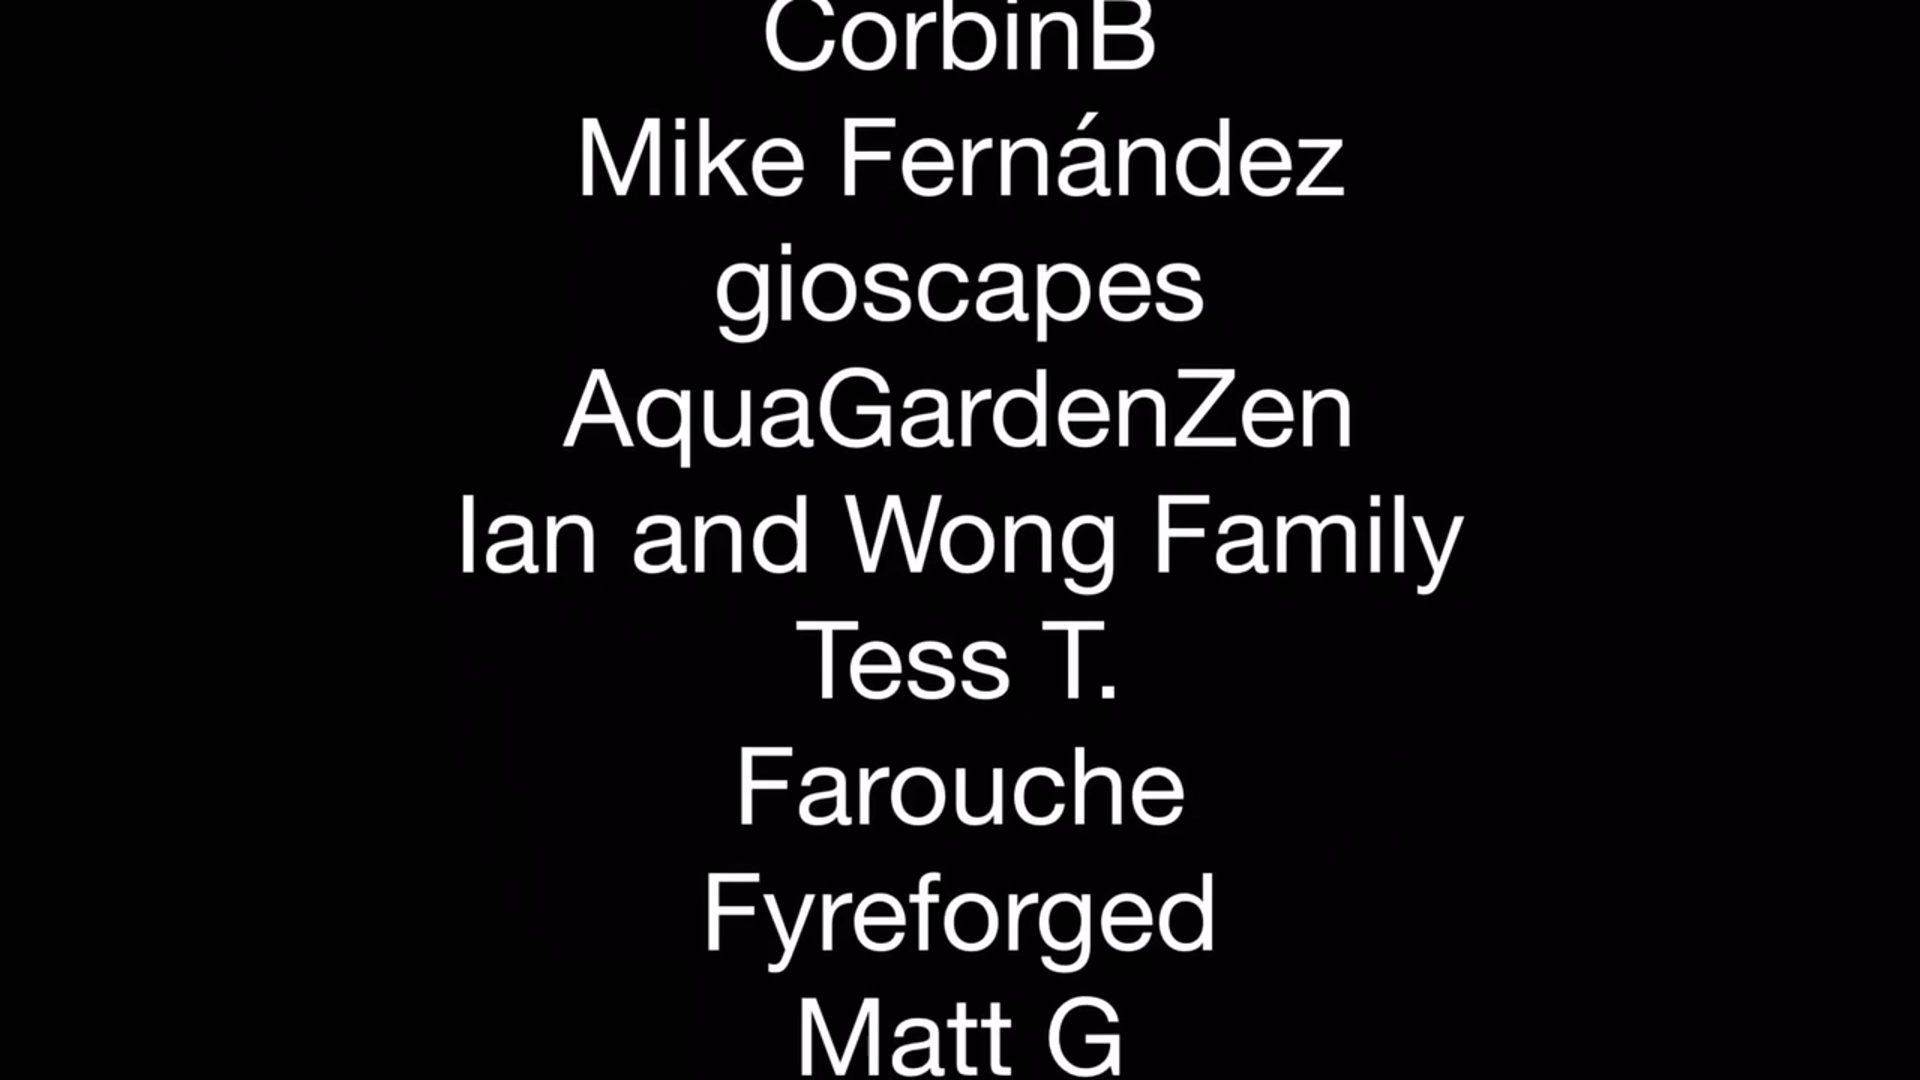 CorbinB
Mike Fernández
gioscapes
AquaGardenZen
Ian and Wong Family
Tess T.
Farouche
Fyreforged
Matt G